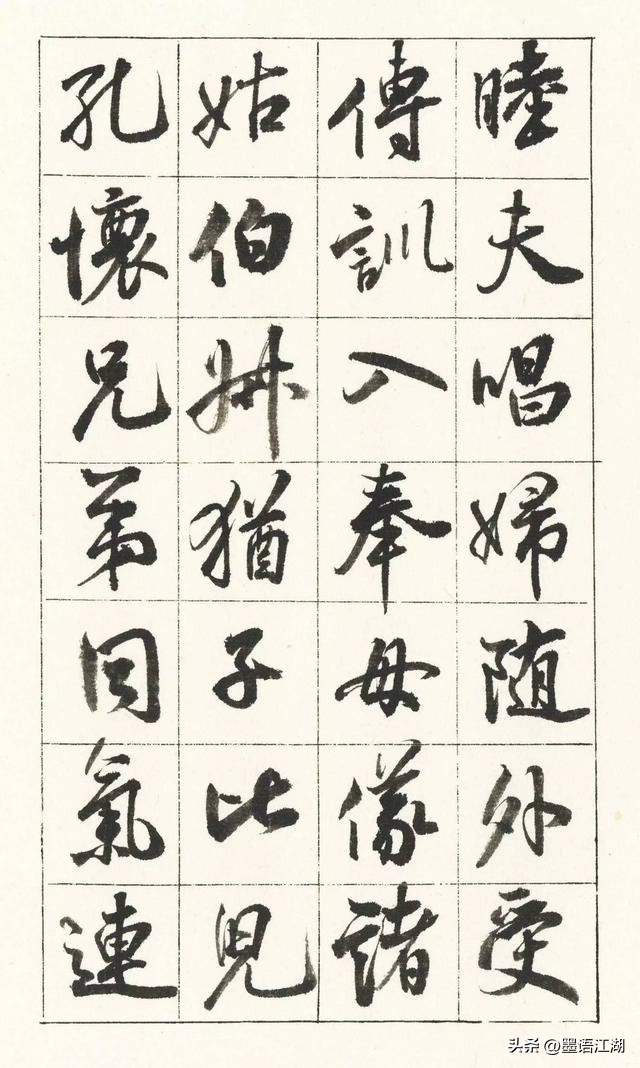 睦夫唱婦随外受
傅訓入奉母儀諸
姑伯叔猶子比兒
孔懷兄弟同氣連
头条 @墨语江湖